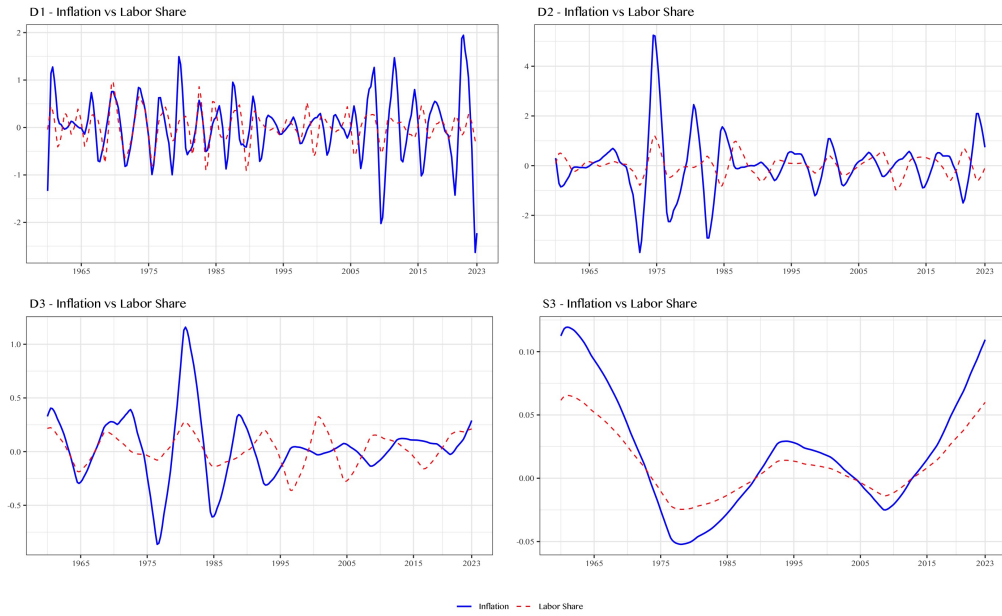 D1 - Inflation vs Labor Share
2
1
0
-1
-2
1965 1975 1985 1995 2005 2015 2023
D2 - Inflation vs Labor Share
4
2
0
-2
1965 1975 1985 1995 2005 2015 2023
D3 - Inflation vs Labor Share
1.0
0.5
0.0
-0.5
1965 1975 1985 1995 2005 2015 2023
S3 - Inflation vs Labor Share
0.10
0.05
0.00
-0.05
1965 1975 1985 1995 2005 2015 2023
Inflation Labor Share